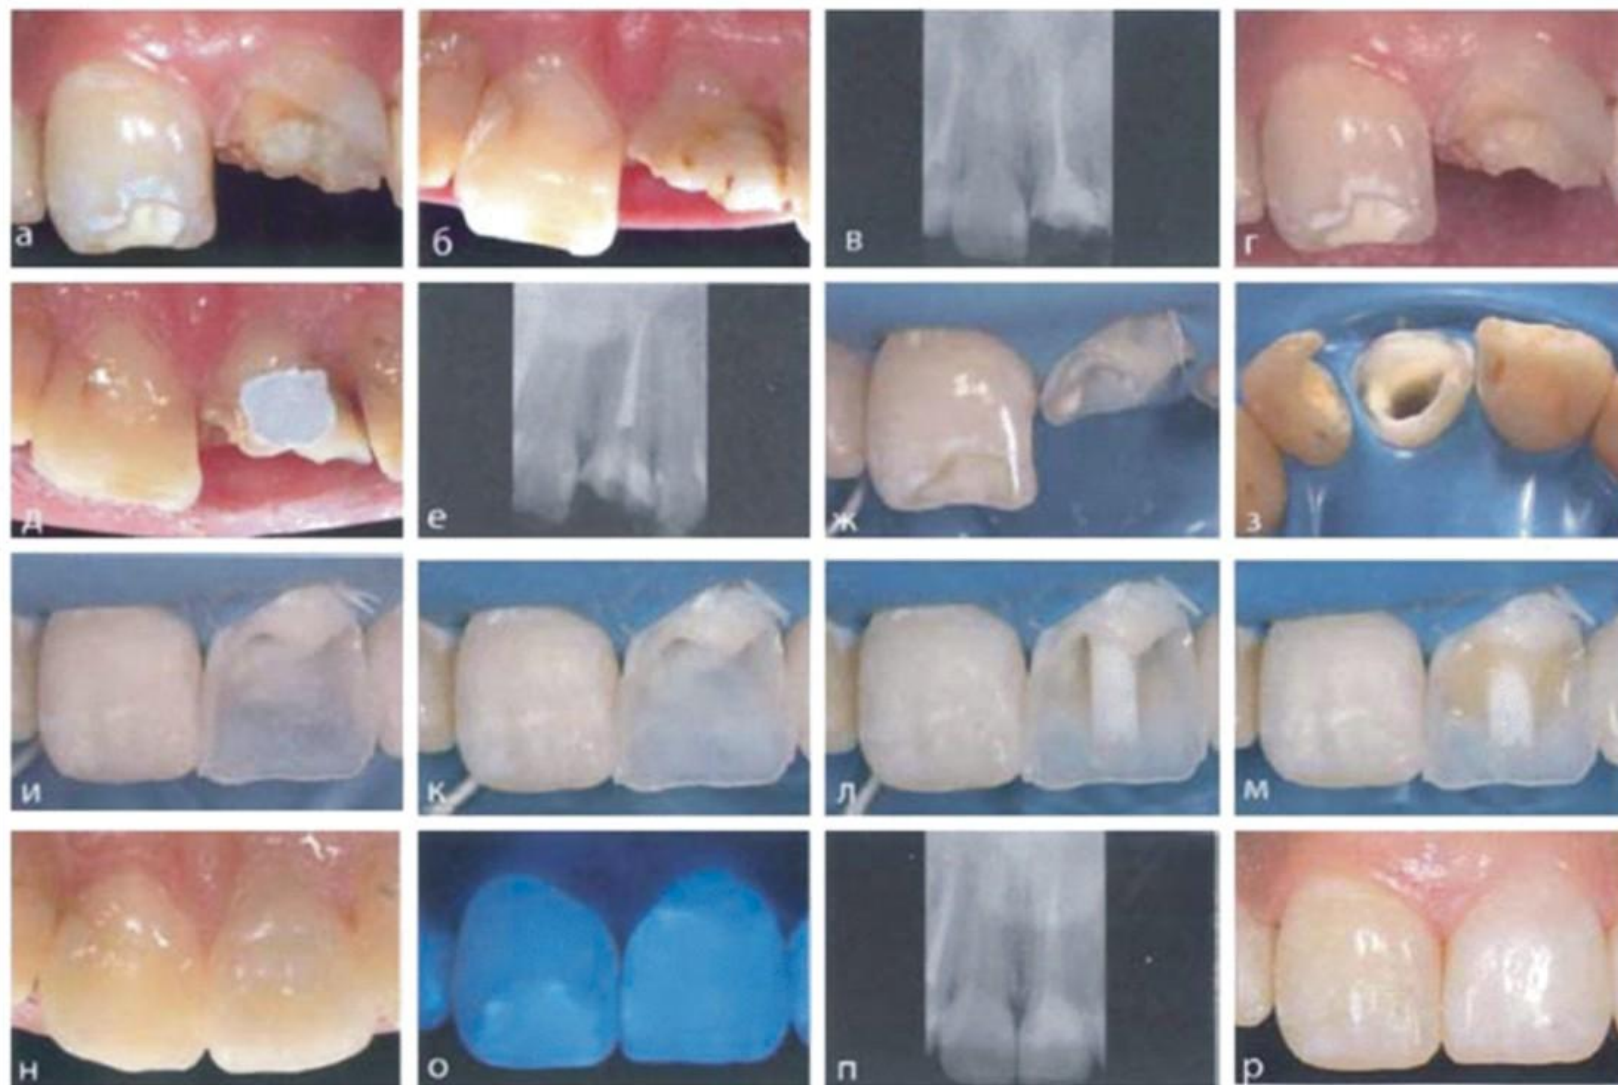 а б в г
д е ж з
и к л м
н о п р